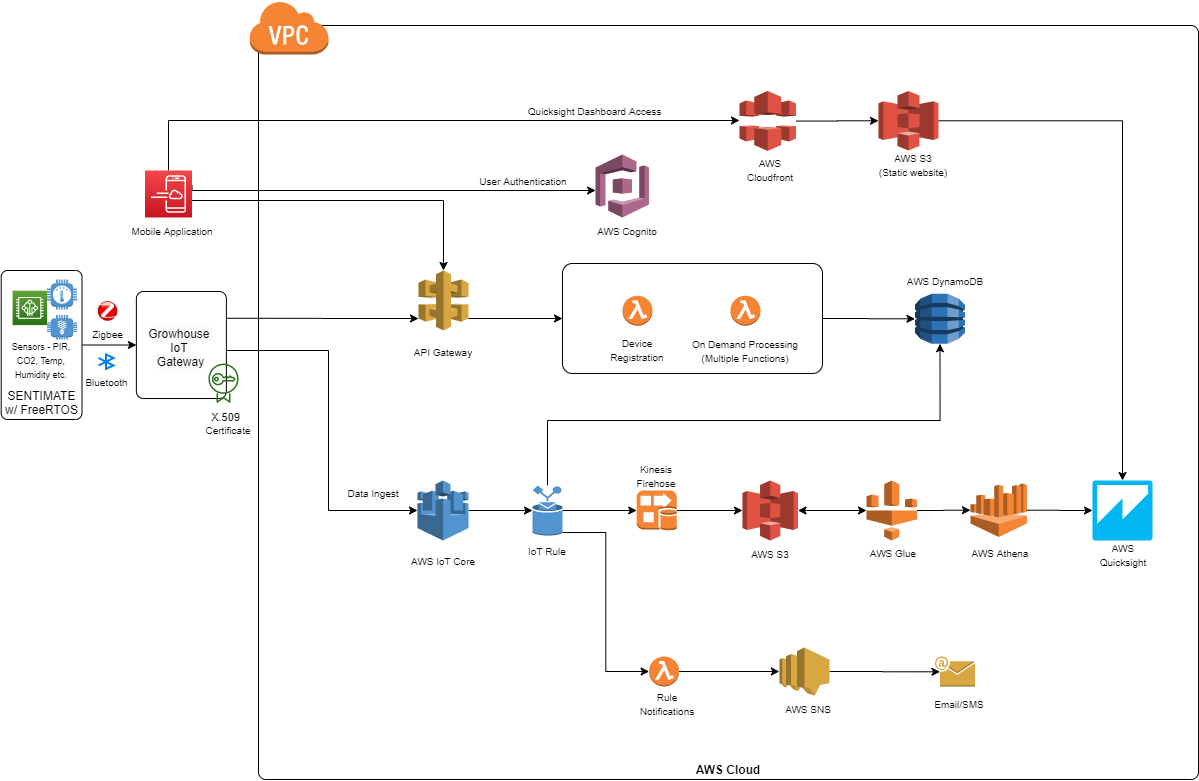 VPC
Quicksight Dashboard Access
AWS
Cloudfront
AWS S3
(Static website)
User Authentication
Mobile Application
AWS Cognito
Sensors - PIR,
CO2, Temp,
Humidity etc.
SENTIMATE
w/ FreeRTOS
Z
Zigbee
Bluetooth
Growhouse
IoT
Gateway
X.509
Certificate
API Gateway
λ
Device
Registration
λ
On Demand Processing
(Multiple Functions)
AWS DynamoDB
Data Ingest
AWS IoT Core
IoT Rule
Kinesis
Firehose
AWS S3
AWS Glue
AWS Athena
AWS
Quicksight
λ
Rule
Notifications
AWS SNS
@
Email/SMS
AWS Cloud